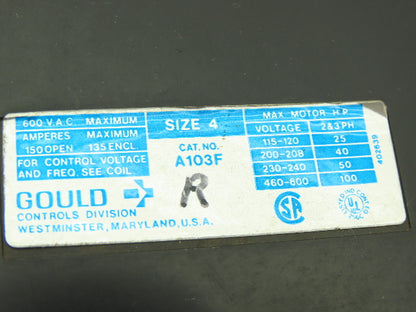 600 V.A.C. MAXIMUM
AMPERES MAXIMUM
150 OPEN 135 ENCL.
FOR CONTROL VOLTAGE
AND FREQ. SEE COIL
GOULD
CONTROLS DIVISION
WESTMINSTER, MARYLAND, U.S.A.
SIZE 4
CAT. NO.
A103F
R
MAX. MOTOR H.P.
VOLTAGE 2&3 PH.
115-120 25
200-208 40
230-240 50
460-600 100
SA
UL
402639